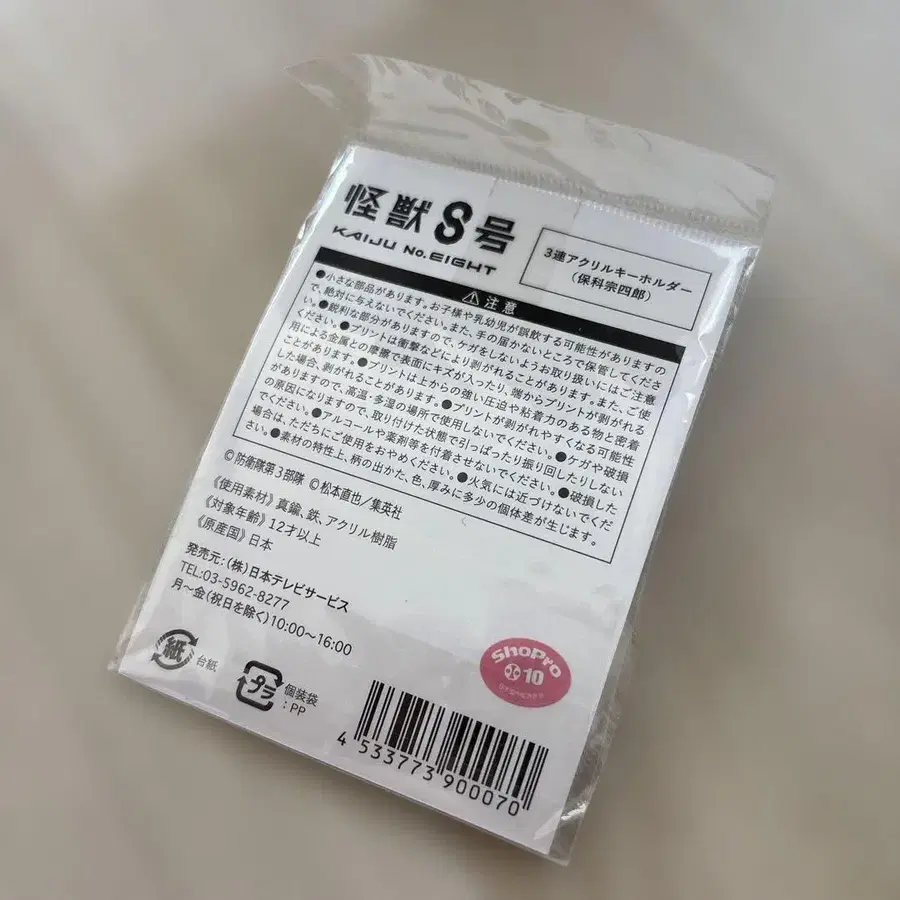 怪獣8号
KAIJU No.EIGHT
3連アクリルキーホルダー
(保科宗四郎)
注意
●小さな部品があります。お子様や乳幼児が誤飲する可能性がありますの
で、絶対に与えないでください。また、手の届かないところで保管してくださ
い。●鋭利な部分がありますので、ケガをしないようお取り扱いにはご注意
ください。●プリントは衝撃などにより剥がれることがあります。また、ご使
用による金属との摩擦で表面にキズが入ったり、端からプリントが剥がれる
ことがあります。●プリントは上からの強い圧迫や粘着力のある物と密着
した場合、剥がれることがあります。●プリントが剥がれやすくなる可能性
がありますので、高温・多湿の場所で使用しないでください。●ケガや破損
の原因になりますので、取り付けた状態で引っぱったり振り回したりしない
でください。●アルコールや薬剤等を付着させないでください。●破損した
場合は、ただちにご使用をおやめください。●火気には近づけないでくだ
さい。●素材の特性上、柄の出かた、色、厚みに多少の個体差が生じます。
©防衛隊第3部隊 ©松本直也/集英社
《使用素材》真鍮、鉄、アクリル樹脂
《対象年齢》12才以上
《原産国》日本
発売元:(株)日本テレビサービス
TEL:03-5962-8277
月~金(祝日を除く)10:00~16:00
紙 台紙
プラ 個装袋
:PP
ShoPro
10
4 533773 900070